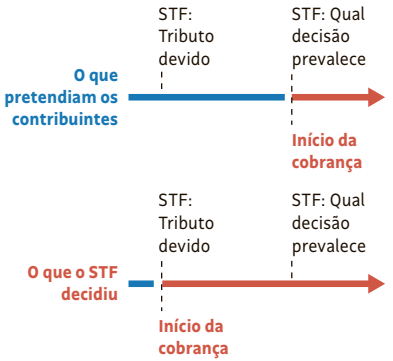 STF:
Tributo
devido
STF: Qual
decisão
prevalece
O que
pretendiam os
contribuintes
Início da
cobrança
STF:
Tributo
devido
STF: Qual
decisão
prevalece
O que o STF
decidiu
Início da
cobrança